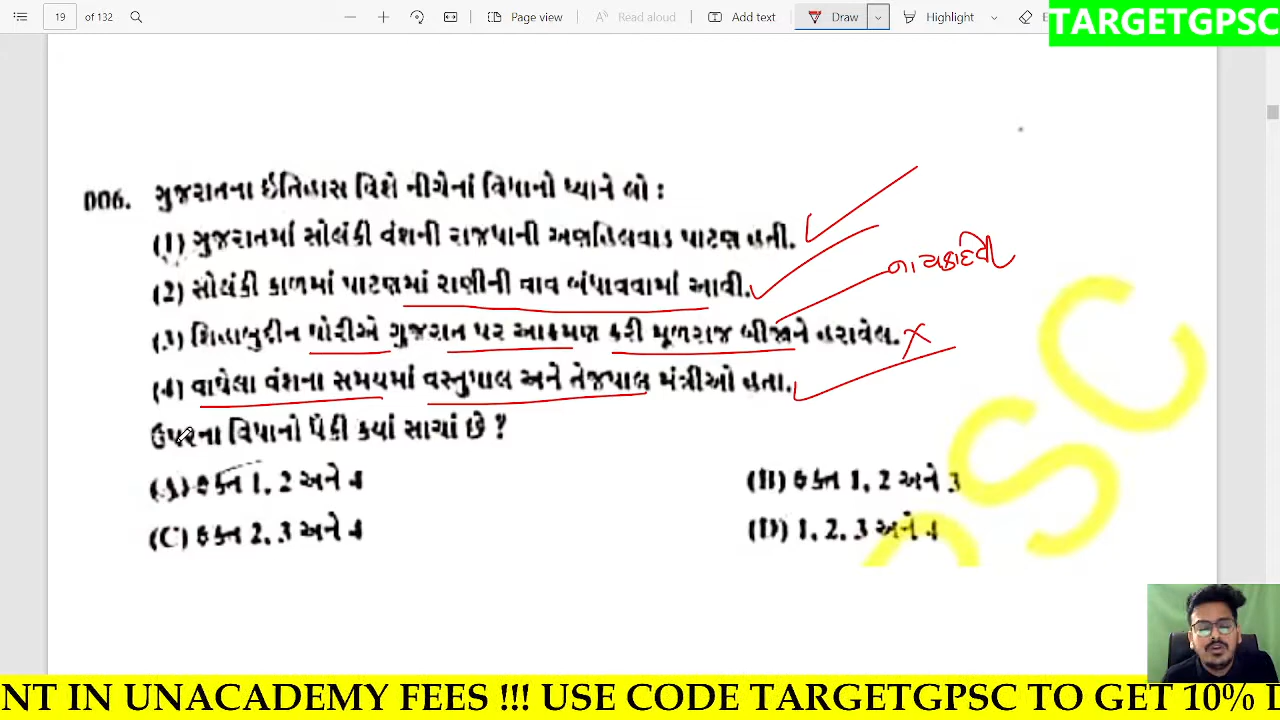 19 of 132 Page view Read aloud Add text Draw Highlight
TARGETGPSC
006. ગુજરાતના ઇતિહાસ વિશે નીચેનાં વિધાનો ધ્યાને લો :
(1) ગુજરાતમાં સોલંકી વંશની રાજધાની અણહિલવાડ પાટણ હતી.
(2) સોલંકી કાળમાં પાટણમાં રાણીની વાવ બંધાવવામાં આવી.
નાયકાદેવી
(3) શિહાબુદ્દીન ઘોરીએ ગુજરાત પર આક્રમણ કરી મૂળરાજ બીજાને હરાવેલ.
(4) વાઘેલા વંશના સમયમાં વસ્તુપાલ અને તેજપાલ મંત્રીઓ હતા.
ઉપરના વિધાનો પૈકી કયાં સાચાં છે ?
(A) ફક્ત 1, 2 અને 4
(B) ફક્ત 1, 2 અને 3
(C) ફક્ત 2, 3 અને 4
(D) 1, 2, 3 અને 4
PSC
NT IN UNACADEMY FEES !!! USE CODE TARGETGPSC TO GET 10%